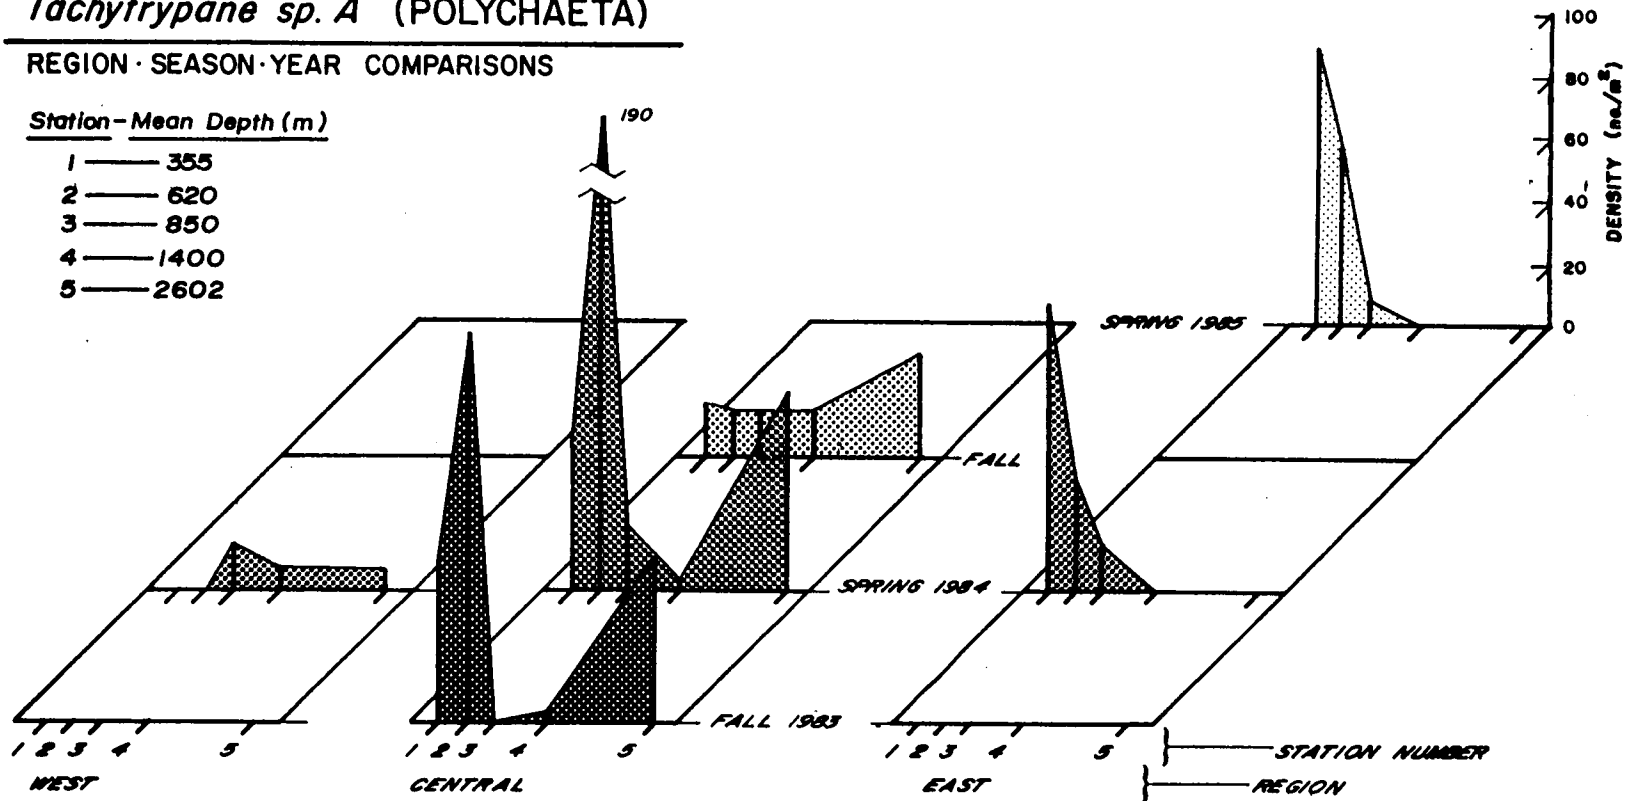 Tachytrypane sp. A (POLYCHAETA)
REGION · SEASON · YEAR COMPARISONS
Station - Mean Depth (m)
1 — 355
2 — 620
3 — 850
4 — 1400
5 — 2602
190
100
80
60
40
20
0
DENSITY (no./m²)
SPRING 1985
FALL
SPRING 1984
FALL 1983
1 2 3 4 5
1 2 3 4 5
1 2 3 4 5
STATION NUMBER
WEST
CENTRAL
EAST
REGION